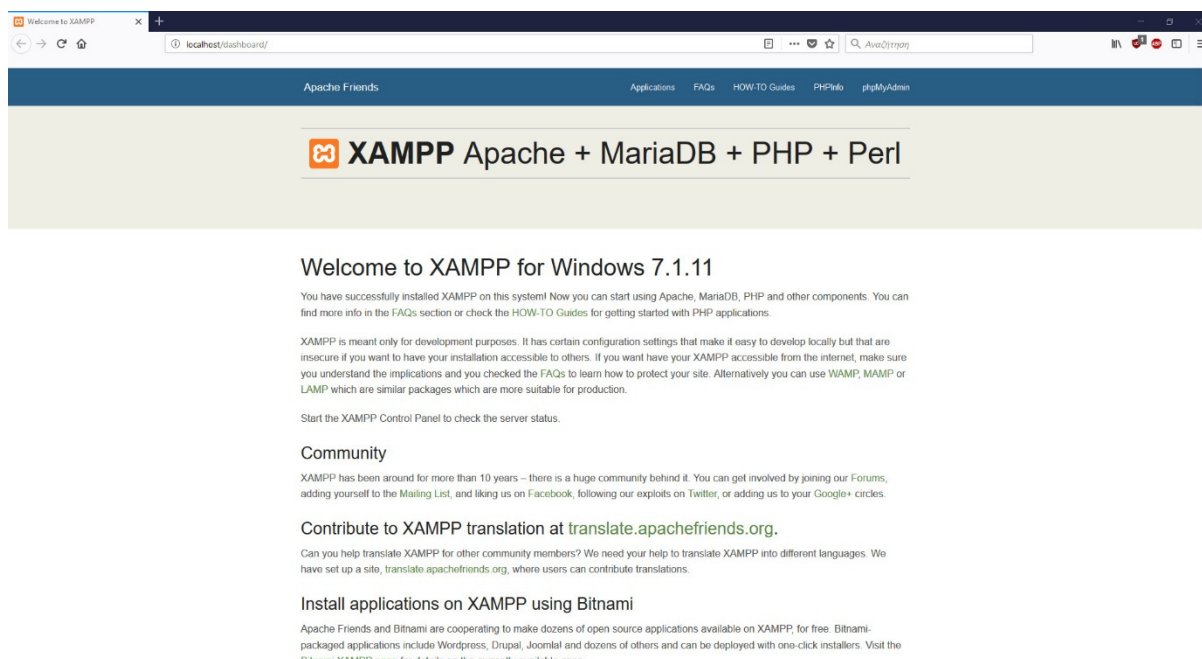 Welcome to XAMPP
localhost/dashboard/
Αναζήτηση
Apache Friends
Applications
FAQs
HOW-TO Guides
PHPInfo
phpMyAdmin
XAMPP Apache + MariaDB + PHP + Perl
Welcome to XAMPP for Windows 7.1.11
You have successfully installed XAMPP on this system! Now you can start using Apache, MariaDB, PHP and other components. You can
find more info in the FAQs section or check the HOW-TO Guides for getting started with PHP applications.
XAMPP is meant only for development purposes. It has certain configuration settings that make it easy to develop locally but that are
insecure if you want to have your installation accessible to others. If you want have your XAMPP accessible from the internet, make sure
you understand the implications and you checked the FAQs to learn how to protect your site. Alternatively you can use WAMP, MAMP or
LAMP which are similar packages which are more suitable for production.
Start the XAMPP Control Panel to check the server status.
Community
XAMPP has been around for more than 10 years – there is a huge community behind it. You can get involved by joining our Forums,
adding yourself to the Mailing List, and liking us on Facebook, following our exploits on Twitter, or adding us to your Google+ circles.
Contribute to XAMPP translation at translate.apachefriends.org.
Can you help translate XAMPP for other community members? We need your help to translate XAMPP into different languages. We
have set up a site, translate.apachefriends.org, where users can contribute translations.
Install applications on XAMPP using Bitnami
Apache Friends and Bitnami are cooperating to make dozens of open source applications available on XAMPP, for free. Bitnami-
packaged applications include Wordpress, Drupal, Joomla! and dozens of others and can be deployed with one-click installers. Visit the